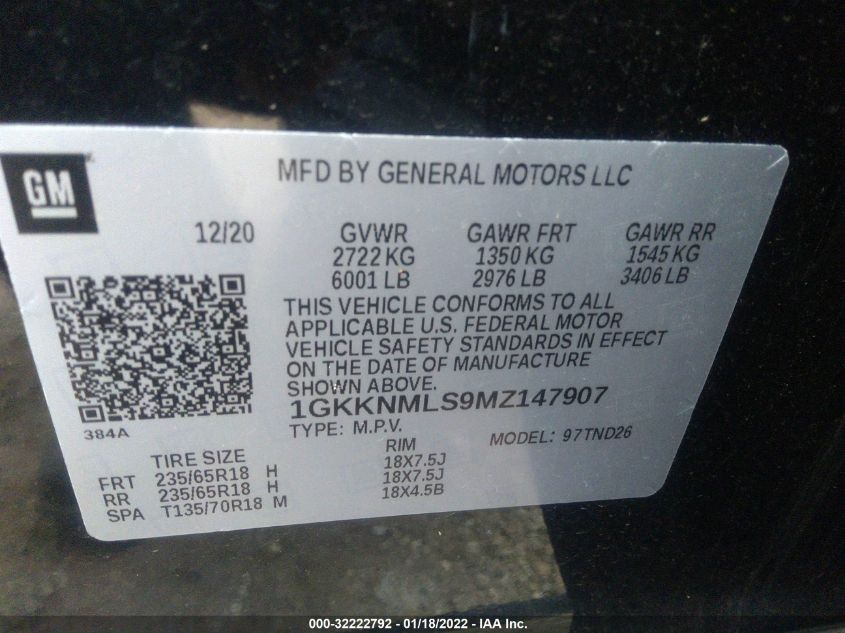 GM
MFD BY GENERAL MOTORS LLC
12/20 GVWR GAWR FRT GAWR RR
2722 KG 1350 KG 1545 KG
6001 LB 2976 LB 3406 LB
THIS VEHICLE CONFORMS TO ALL
APPLICABLE U.S. FEDERAL MOTOR
VEHICLE SAFETY STANDARDS IN EFFECT
ON THE DATE OF MANUFACTURE
SHOWN ABOVE.
1GKKNMLS9MZ147907
384A
TYPE: M.P.V. MODEL: 97TND26
TIRE SIZE RIM
FRT 235/65R18 H 18X7.5J
RR 235/65R18 H 18X7.5J
SPA T135/70R18 M 18X4.5B
000-32222792 - 01/18/2022 - IAA Inc.